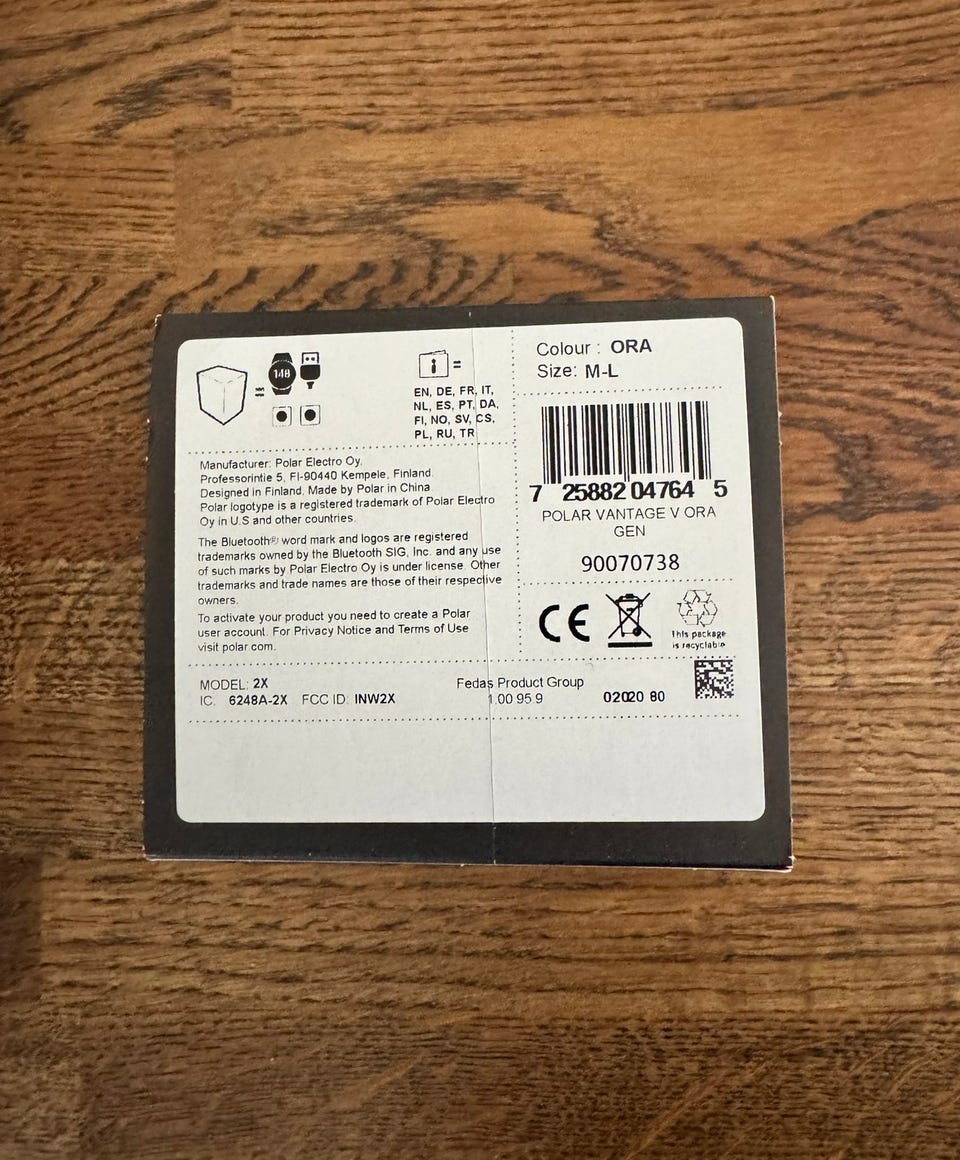 148
i =
EN, DE, FR, IT,
NL, ES, PT, DA,
FI, NO, SV, CS,
PL, RU, TR
Colour : ORA
Size: M-L
7 25882 04764 5
POLAR VANTAGE V ORA
GEN
90070738
Manufacturer: Polar Electro Oy,
Professorintie 5, FI-90440 Kempele, Finland.
Designed in Finland, Made by Polar in China
Polar logotype is a registered trademark of Polar Electro
Oy in U.S and other countries.
The Bluetooth® word mark and logos are registered
trademarks owned by the Bluetooth SIG, Inc. and any use
of such marks by Polar Electro Oy is under license. Other
trademarks and trade names are those of their respective
owners.
To activate your product you need to create a Polar
user account. For Privacy Notice and Terms of Use
visit polar.com.
CE
This package
is recyclable
MODEL: 2X
IC: 6248A-2X FCC ID: INW2X
Fedas Product Group
1.00 95.9
02020 80